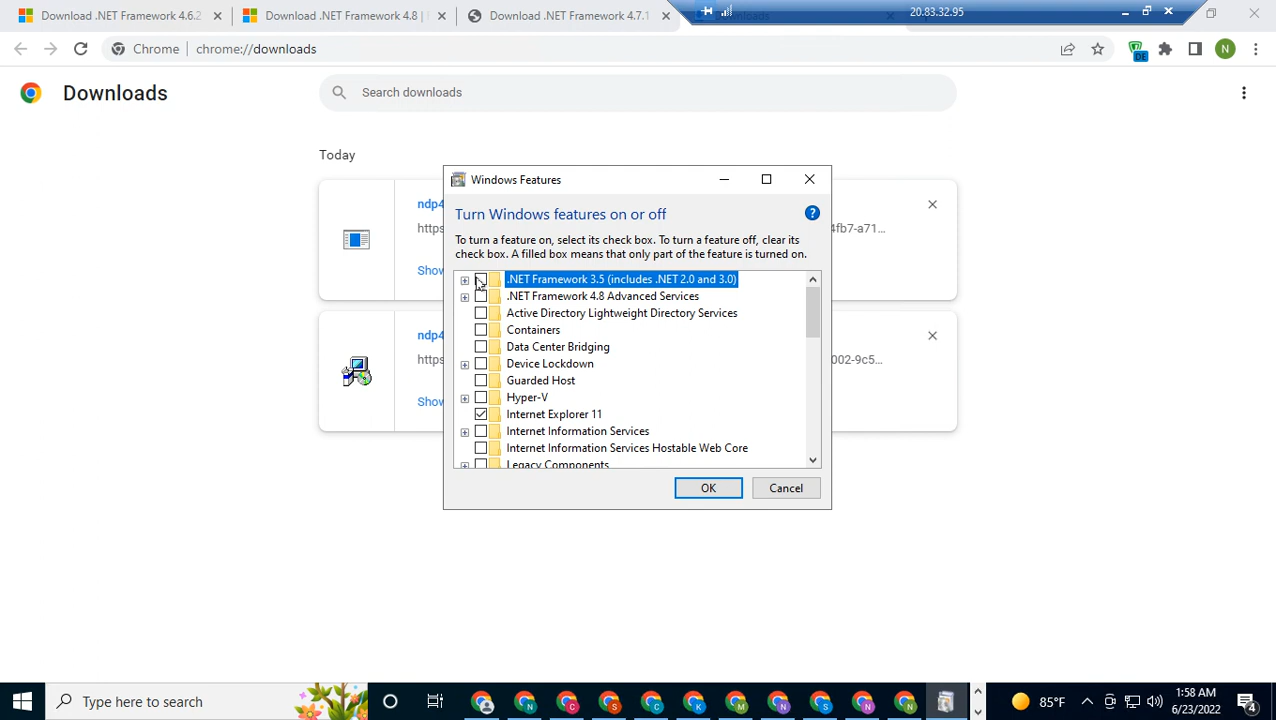 Download .NET Framework 4.6.2
Download .NET Framework 4.8 |
Download .NET Framework 4.7.1
20.83.32.95
Chrome
chrome://downloads
N
DE
Downloads
Search downloads
Today
ndp4
https
4fb7-a71...
Show
ndp4
https
002-9c5...
Show
Windows Features
Turn Windows features on or off
To turn a feature on, select its check box. To turn a feature off, clear its
check box. A filled box means that only part of the feature is turned on.
.NET Framework 3.5 (includes .NET 2.0 and 3.0)
.NET Framework 4.8 Advanced Services
Active Directory Lightweight Directory Services
Containers
Data Center Bridging
Device Lockdown
Guarded Host
Hyper-V
Internet Explorer 11
Internet Information Services
Internet Information Services Hostable Web Core
Legacy Components
OK
Cancel
Type here to search
85°F
1:58 AM
6/23/2022
4